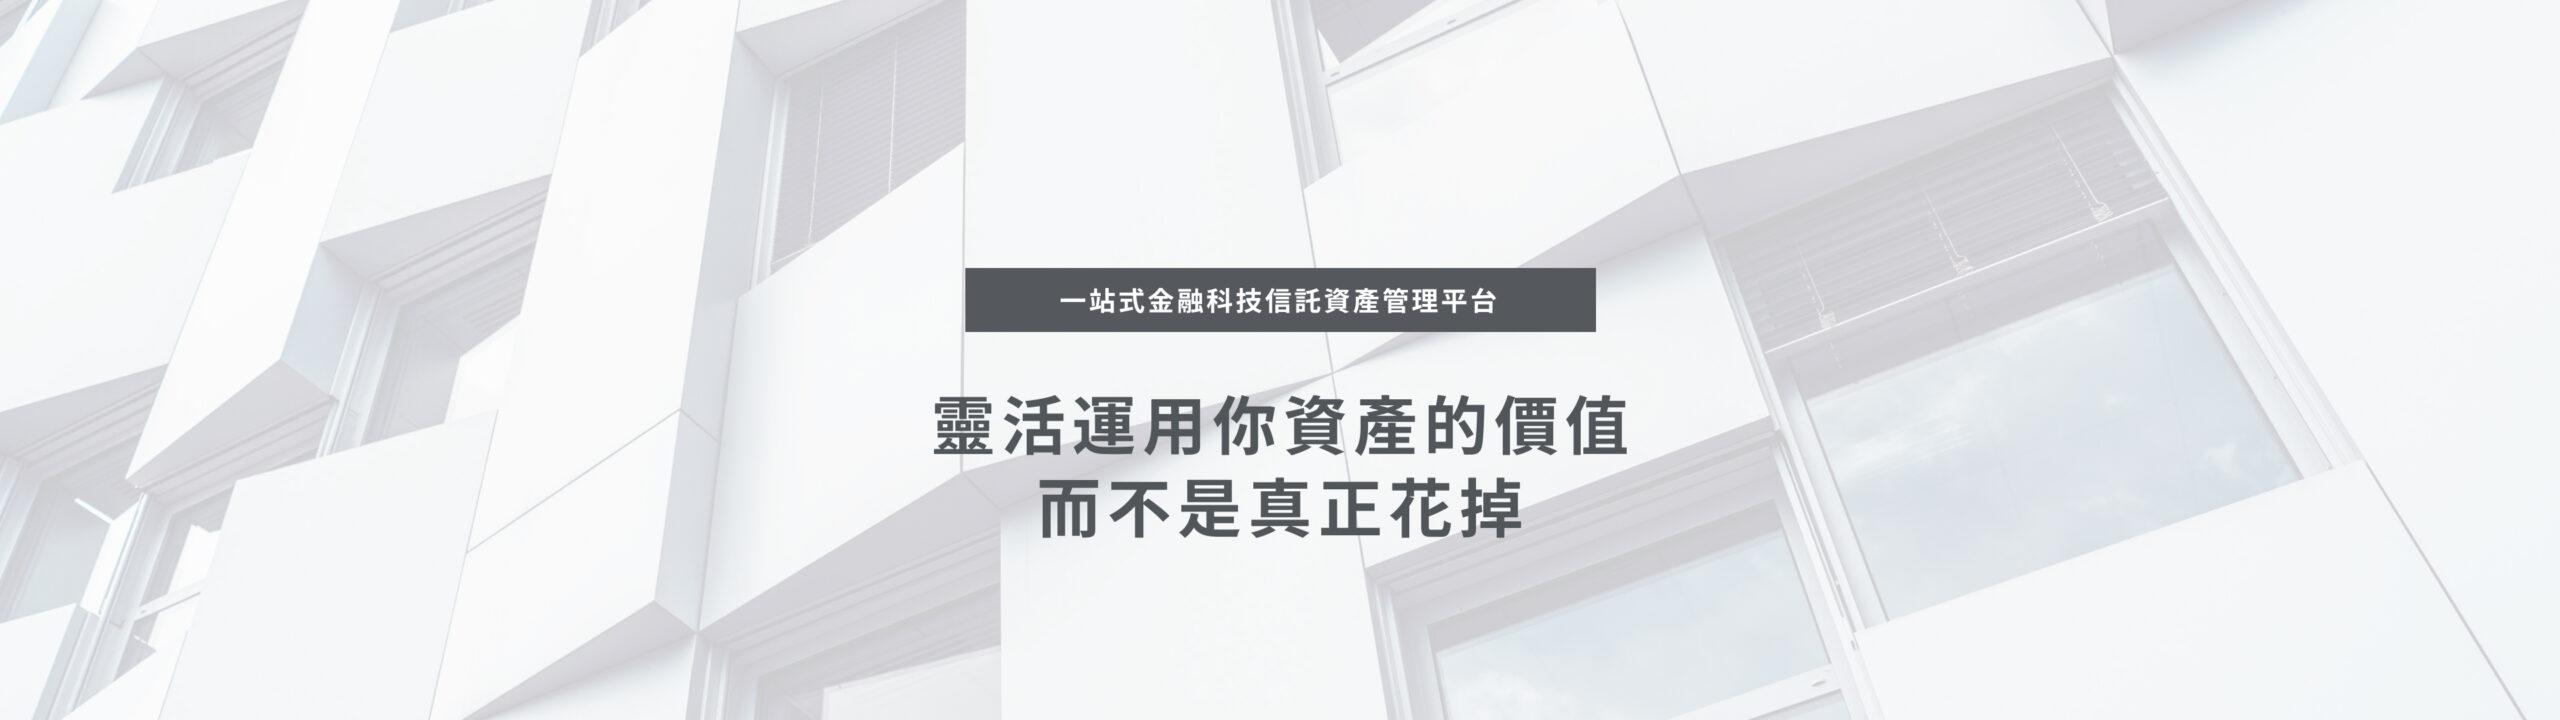 一站式金融科技信託資產管理平台
靈活運用你資產的價值
而不是真正花掉